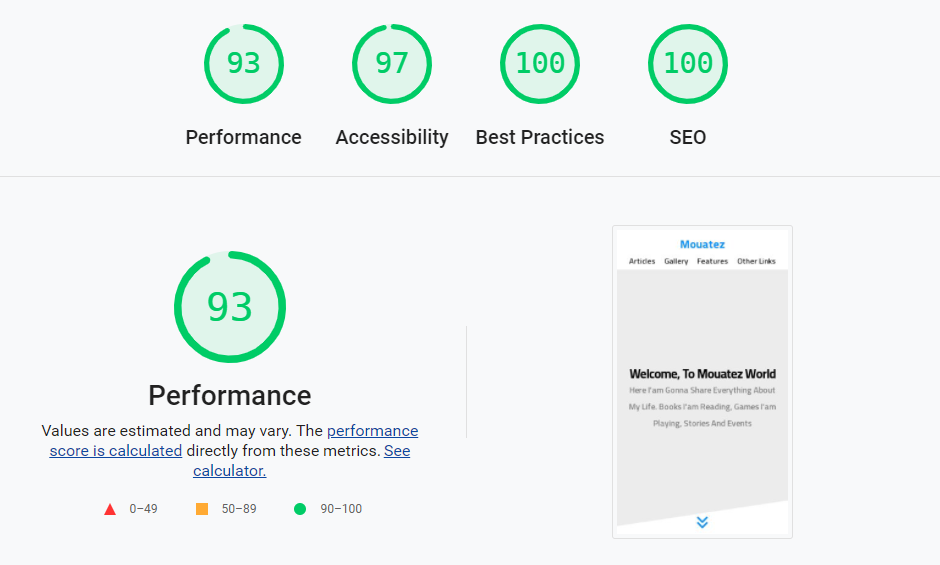 93
97
100
100
Performance
Accessibility
Best Practices
SEO
93
Performance
Values are estimated and may vary. The performance
score is calculated directly from these metrics. See
calculator.
0–49
50–89
90–100
Mouatez
Articles Gallery Features Other Links
Welcome, To Mouatez World
Here I'am Gonna Share Everything About
My Life. Books I'am Reading, Games I'am
Playing, Stories And Events